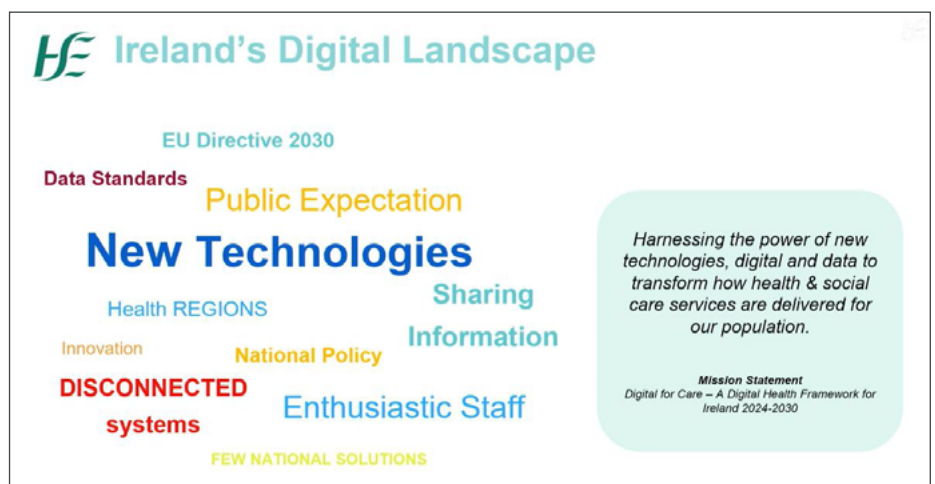 HSE Ireland's Digital Landscape
EU Directive 2030
Data Standards
Public Expectation
New Technologies
Health REGIONS
Sharing
Information
Innovation
National Policy
DISCONNECTED
systems
Enthusiastic Staff
FEW NATIONAL SOLUTIONS
Harnessing the power of new
technologies, digital and data to
transform how health & social
care services are delivered for
our population.
Mission Statement
Digital for Care – A Digital Health Framework for
Ireland 2024-2030